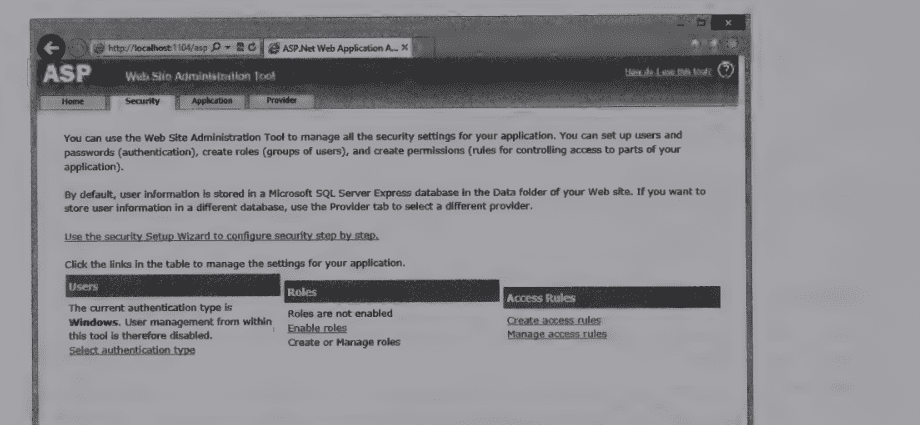 http://localhost:1104/asp
ASP.Net Web Application A...
ASP
Web Site Administration Tool
How do I use this tool?
Home
Security
Application
Provider
You can use the Web Site Administration Tool to manage all the security settings for your application. You can set up users and
passwords (authentication), create roles (groups of users), and create permissions (rules for controlling access to parts of your
application).
By default, user information is stored in a Microsoft SQL Server Express database in the Data folder of your Web site. If you want to
store user information in a different database, use the Provider tab to select a different provider.
Use the security Setup Wizard to configure security step by step.
Click the links in the table to manage the settings for your application.
Users
The current authentication type is
Windows. User management from within
this tool is therefore disabled.
Select authentication type
Roles
Roles are not enabled
Enable roles
Create or Manage roles
Access Rules
Create access rules
Manage access rules